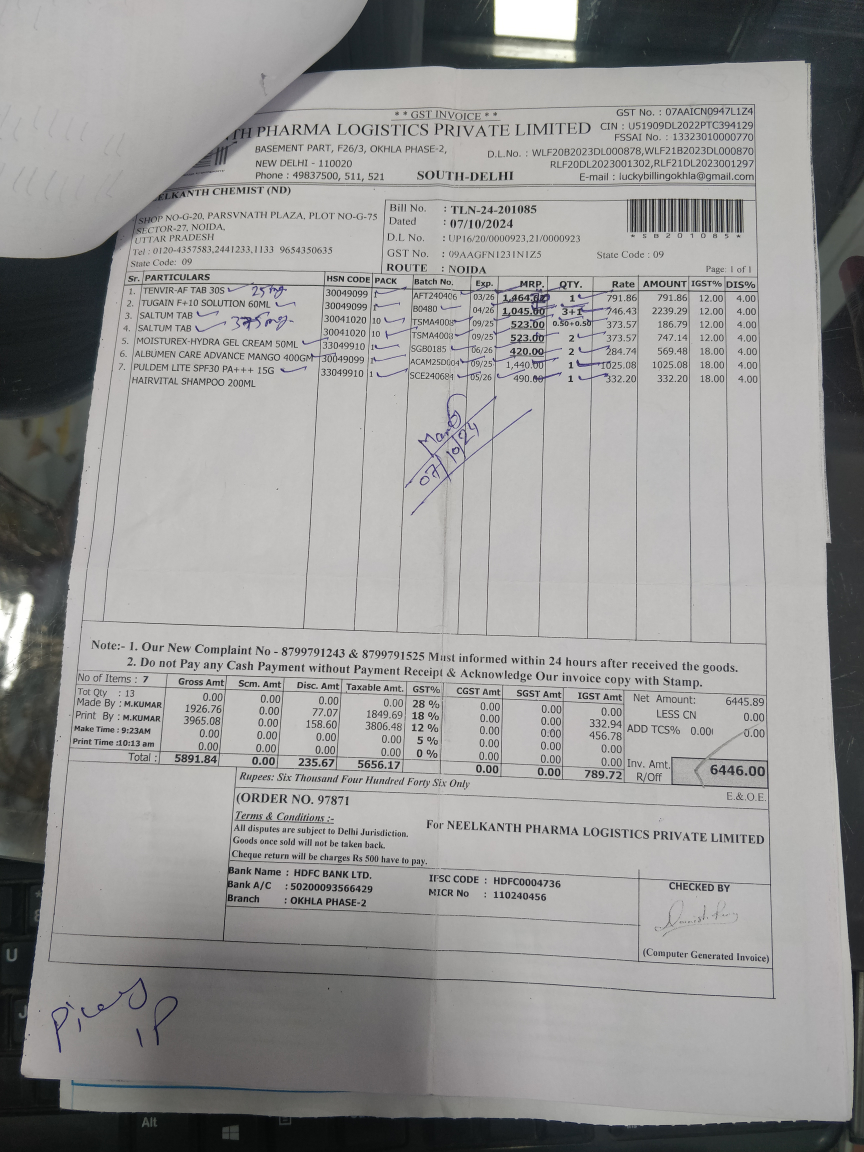 * * GST INVOICE * *
GST No. : 07AAICN0947L1Z4
TH PHARMA LOGISTICS PRIVATE LIMITED
CIN : U51909DL2022PTC394129
FSSAI No. : 13323010000770
BASEMENT PART, F26/3, OKHLA PHASE-2,
D.L.No. : WLF20B2023DL000878,WLF21B2023DL000870
NEW DELHI - 110020
RLF20DL2023001302,RLF21DL2023001297
Phone : 49837500, 511, 521
SOUTH-DELHI
E-mail : luckybillingokhla@gmail.com
ELKANTH CHEMIST (ND)
SHOP NO-G-20, PARSVNATH PLAZA, PLOT NO-G-75
SECTOR-27, NOIDA,
UTTAR PRADESH
Tel : 0120-4357583,2441233,1133 9654350635
State Code: 09
Bill No. : TLN-24-201085
Dated : 07/10/2024
D.L No. : UP16/20/0000923,21/0000923
GST No. : 09AAGFN1231N1Z5 State Code : 09
ROUTE : NOIDA
*SB201085*
Page: 1 of 1
Sr. PARTICULARS HSN CODE PACK Batch No. Exp. MRP. QTY. Rate AMOUNT IGST% DIS%
1. TENVIR-AF TAB 30S 25mg 30049099 1 AFT240406 03/26 1,464. 1 791.86 791.86 12.00 4.00
2. TUGAIN F+10 SOLUTION 60ML 30049099 1 B0480 04/26 1,045.00 3+1 746.43 2239.29 12.00 4.00
3. SALTUM TAB 30041020 10 TSMA4008 09/25 523.00 0.50+0.50 373.57 186.79 12.00 4.00
4. SALTUM TAB 375mg 30041020 10 TSMA4008 09/25 523.00 2 373.57 747.14 12.00 4.00
5. MOISTUREX-HYDRA GEL CREAM 50ML 33049910 1 SGB0185 06/26 420.00 2 284.74 569.48 18.00 4.00
6. ALBUMEN CARE ADVANCE MANGO 400GM 30049099 1 ACAM25D004 09/25 1,440.00 1 1025.08 1025.08 18.00 4.00
7. PULDEM LITE SPF30 PA+++ 15G 33049910 1 SCE240684 05/26 490.00 1 332.20 332.20 18.00 4.00
HAIRVITAL SHAMPOO 200ML
07/10/24
Note:- 1. Our New Complaint No - 8799791243 & 8799791525 Must informed within 24 hours after received the goods.
2. Do not Pay any Cash Payment without Payment Receipt & Acknowledge Our invoice copy with Stamp.
No of Items : 7
Tot Qty : 13
Made By : M.KUMAR
Print By : M.KUMAR
Make Time : 9:23AM
Print Time :10:13 am
Gross Amt Scm. Amt Disc. Amt Taxable Amt. GST% CGST Amt SGST Amt IGST Amt
0.00 0.00 0.00 0.00 28 % 0.00 0.00 0.00
1926.76 0.00 77.07 1849.69 18 % 0.00 0.00 332.94
3965.08 0.00 158.60 3806.48 12 % 0.00 0.00 456.78
0.00 0.00 0.00 0.00 5 % 0.00 0.00 0.00
0.00 0.00 0.00 0.00 0 % 0.00 0.00 0.00
Total : 5891.84 0.00 235.67 5656.17 0.00 0.00 789.72
Net Amount: 6445.89
LESS CN 0.00
ADD TCS% 0.00 0.00
Inv. Amt. 6446.00
R/Off
Rupees: Six Thousand Four Hundred Forty Six Only
E.&O.E.
(ORDER NO. 97871
Terms & Conditions :-
All disputes are subject to Delhi Jurisdiction.
Goods once sold will not be taken back.
Cheque return will be charges Rs 500 have to pay.
For NEELKANTH PHARMA LOGISTICS PRIVATE LIMITED
Bank Name : HDFC BANK LTD.
Bank A/C : 50200093566429
Branch : OKHLA PHASE-2
IFSC CODE : HDFC0004736
MICR No : 110240456
CHECKED BY
(Computer Generated Invoice)
U
J
Alt